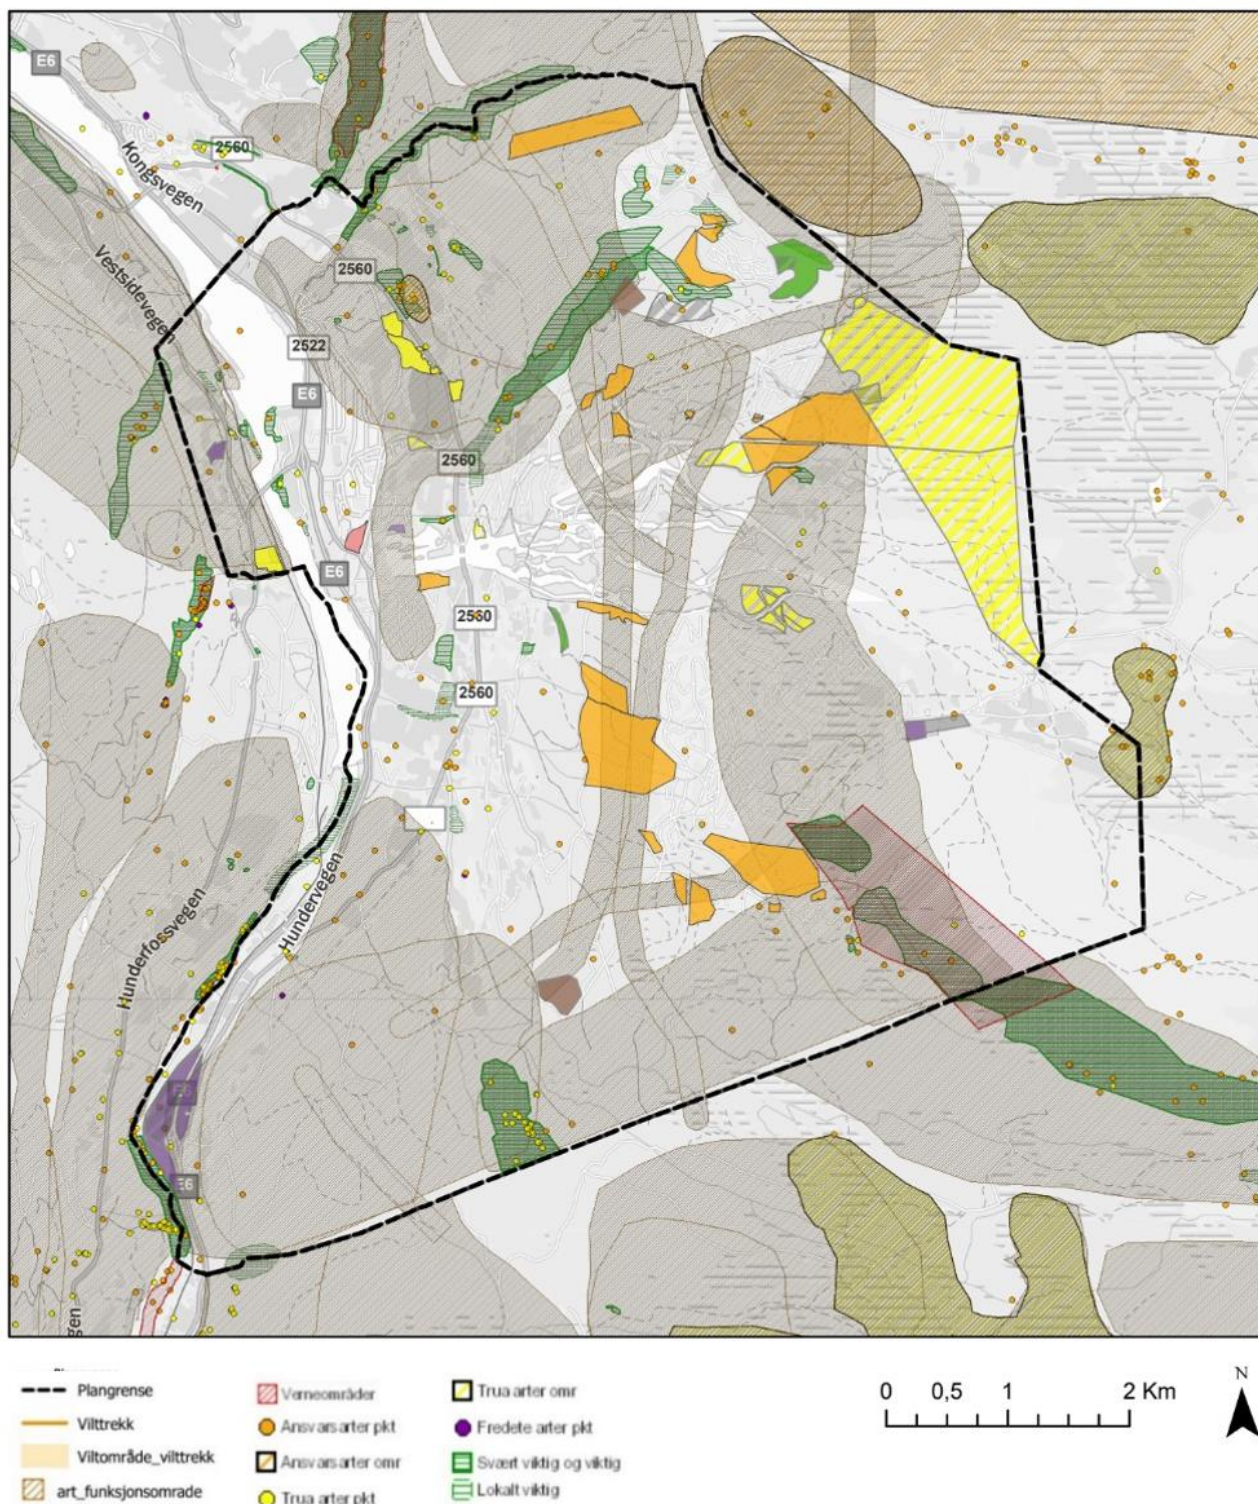 E6
2560
Kongsvegen
Vestsidevegen
2560
2522
E6
2560
E6
2560
2560
Hundervegen
Hunderfossvegen
E6
E6
gen
Plangrense
Vilttrekk
Viltområde_vilttrekk
art_funksjonsomrade
Verneområder
Ansvarsarter pkt
Ansvarsarter omr
Trua arter pkt
Trua arter omr
Fredete arter pkt
Svært viktig og viktig
Lokalt viktig
0 0,5 1 2 Km
N